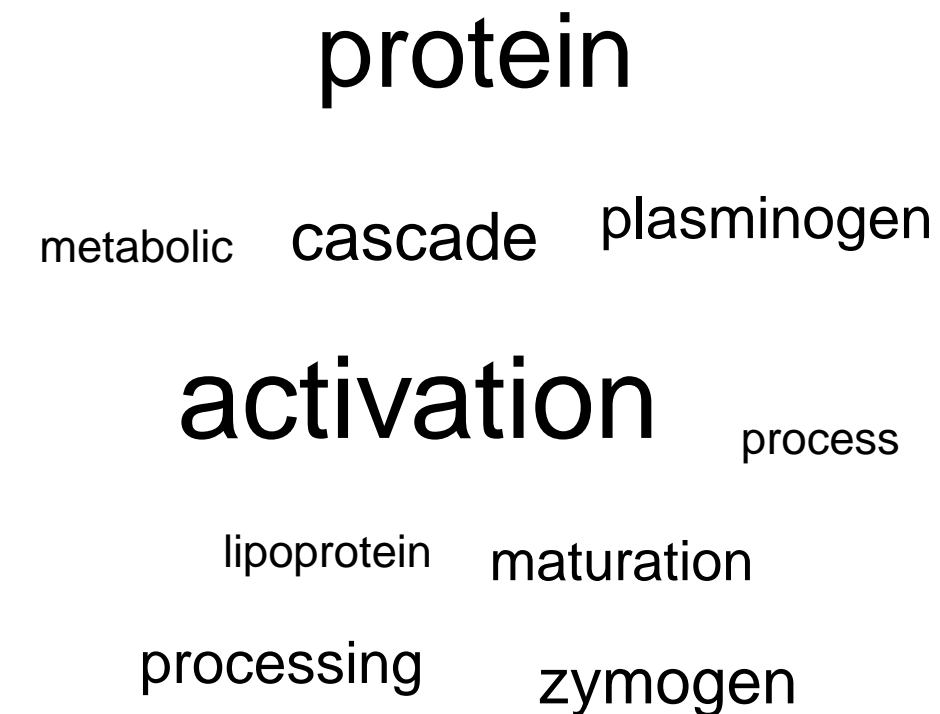 protein
metabolic cascade plasminogen
activation process
lipoprotein maturation
processing zymogen